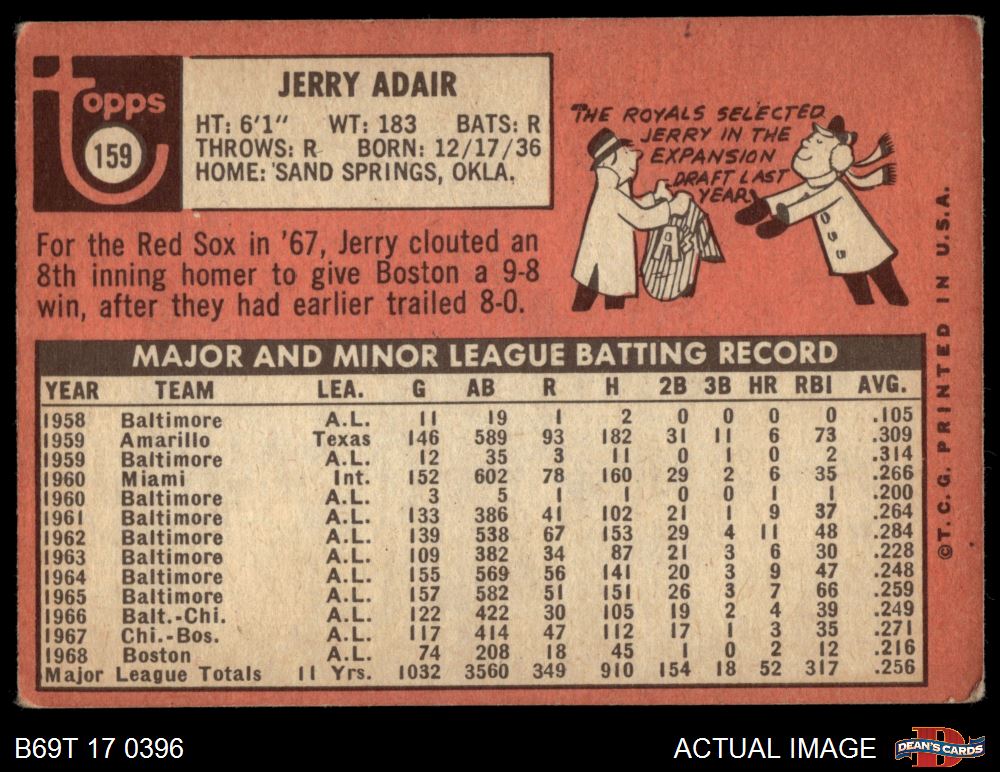 topps
159
JERRY ADAIR
HT: 6'1" WT: 183 BATS: R
THROWS: R BORN: 12/17/36
HOME: SAND SPRINGS, OKLA.
THE ROYALS SELECTED
JERRY IN THE
EXPANSION
DRAFT LAST
YEAR
For the Red Sox in '67, Jerry clouted an
8th inning homer to give Boston a 9-8
win, after they had earlier trailed 8-0.
MAJOR AND MINOR LEAGUE BATTING RECORD
YEAR TEAM LEA. G AB R H 2B 3B HR RBI AVG.
1958 Baltimore A.L. 11 19 1 2 0 0 0 0 .105
1959 Amarillo Texas 146 589 93 182 31 11 6 73 .309
1959 Baltimore A.L. 12 35 3 11 0 1 0 2 .314
1960 Miami Int. 152 602 78 160 29 2 6 35 .266
1960 Baltimore A.L. 3 5 1 1 0 0 1 1 .200
1961 Baltimore A.L. 133 386 41 102 21 1 9 37 .264
1962 Baltimore A.L. 139 538 67 153 29 4 11 48 .284
1963 Baltimore A.L. 109 382 34 87 21 3 6 30 .228
1964 Baltimore A.L. 155 569 56 141 20 3 9 47 .248
1965 Baltimore A.L. 157 582 51 151 26 3 7 66 .259
1966 Balt.-Chi. A.L. 122 422 30 105 19 2 4 39 .249
1967 Chi.-Bos. A.L. 117 414 47 112 17 1 3 35 .271
1968 Boston A.L. 74 208 18 45 1 0 2 12 .216
Major League Totals 11 Yrs. 1032 3560 349 910 154 18 52 317 .256
©T.C.G. PRINTED IN U.S.A.
B69T 17 0396
ACTUAL IMAGE
DEAN'S CARDS